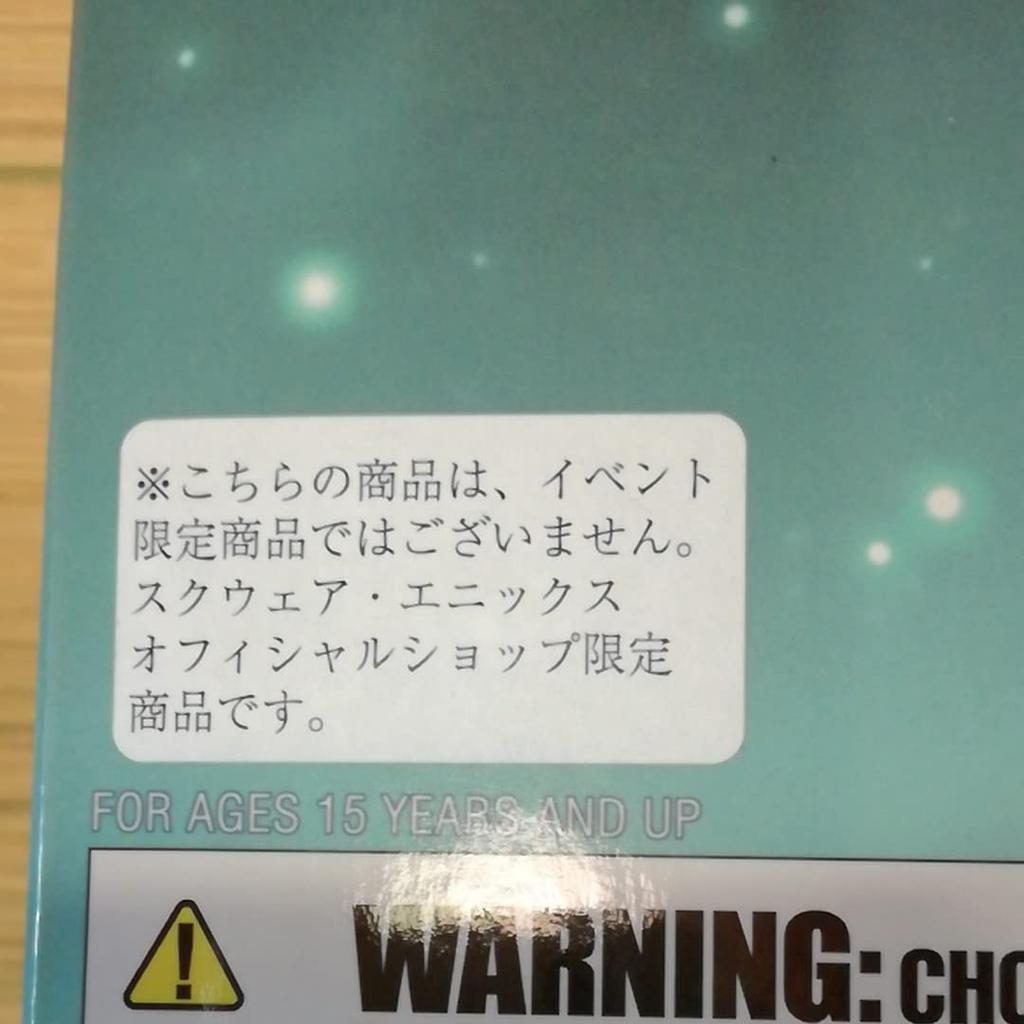 ※こちらの商品は、イベント
限定商品ではございません。
スクウェア・エニックス
オフィシャルショップ限定
商品です。
FOR AGES 15 YEARS AND UP
WARNING: